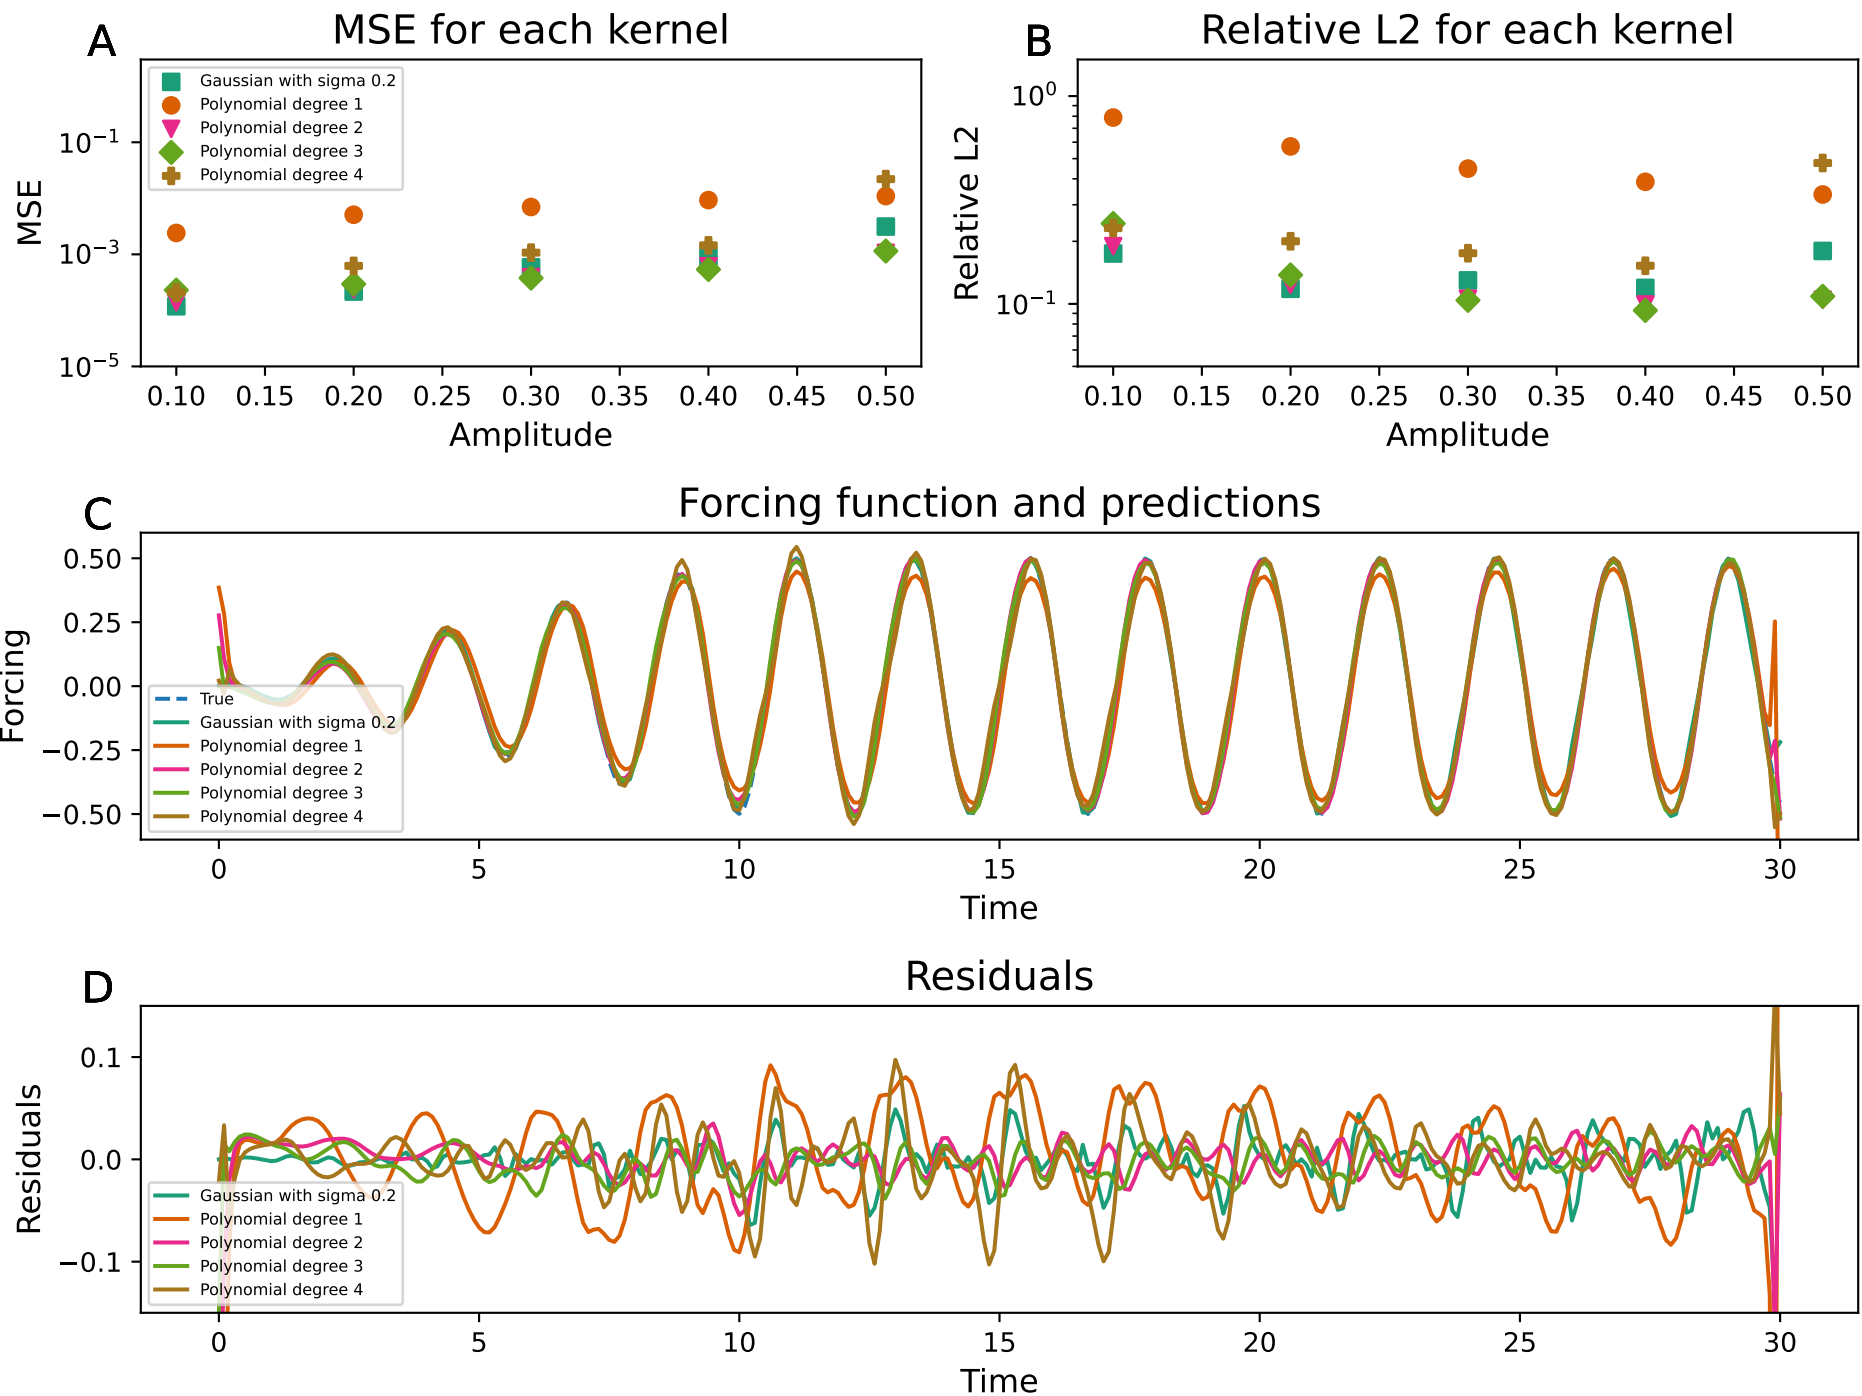 A
MSE for each kernel
Gaussian with sigma 0.2
Polynomial degree 1
Polynomial degree 2
Polynomial degree 3
Polynomial degree 4
MSE
10⁻¹
10⁻³
10⁻⁵
0.10 0.15 0.20 0.25 0.30 0.35 0.40 0.45 0.50
Amplitude
B
Relative L2 for each kernel
Relative L2
10⁰
10⁻¹
0.10 0.15 0.20 0.25 0.30 0.35 0.40 0.45 0.50
Amplitude
C
Forcing function and predictions
Forcing
0.50
0.25
0.00
−0.25
−0.50
True
Gaussian with sigma 0.2
Polynomial degree 1
Polynomial degree 2
Polynomial degree 3
Polynomial degree 4
0 5 10 15 20 25 30
Time
D
Residuals
Residuals
0.1
0.0
−0.1
Gaussian with sigma 0.2
Polynomial degree 1
Polynomial degree 2
Polynomial degree 3
Polynomial degree 4
0 5 10 15 20 25 30
Time